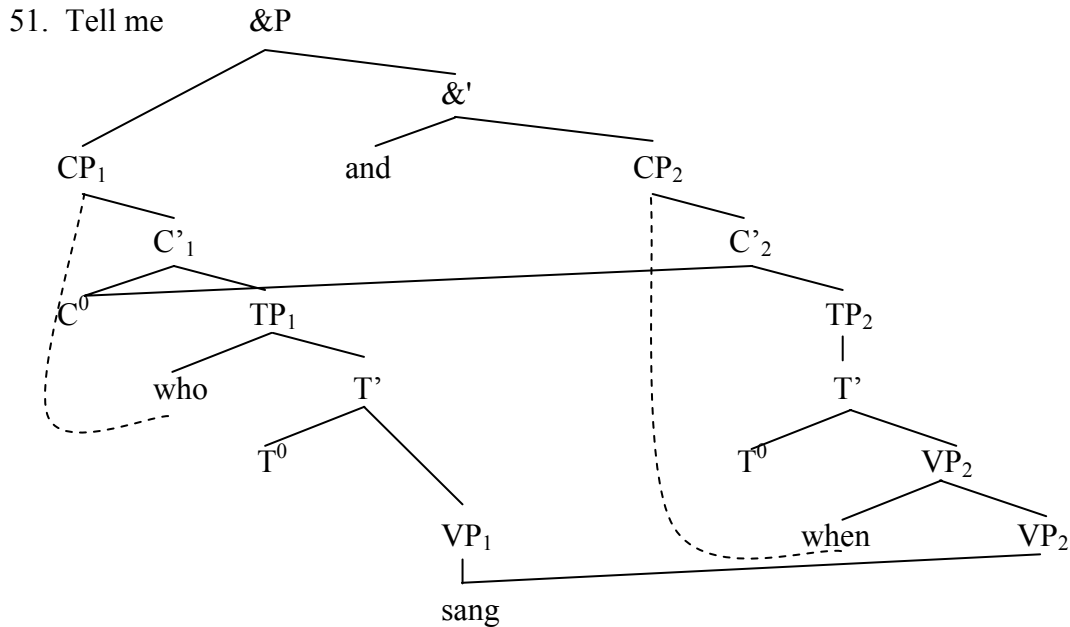 51. Tell me &P
&'
CP₁ and CP₂
C’₁ C’₂
C⁰ TP₁ TP₂
who T’ T’
T⁰ T⁰ VP₂
VP₁ when VP₂
sang